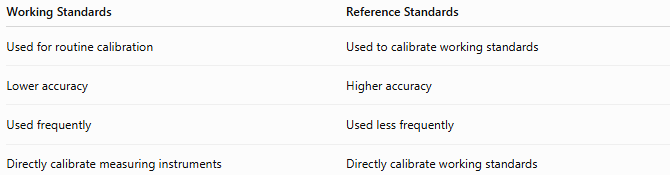 Working Standards Reference Standards
Used for routine calibration Used to calibrate working standards
Lower accuracy Higher accuracy
Used frequently Used less frequently
Directly calibrate measuring instruments Directly calibrate working standards